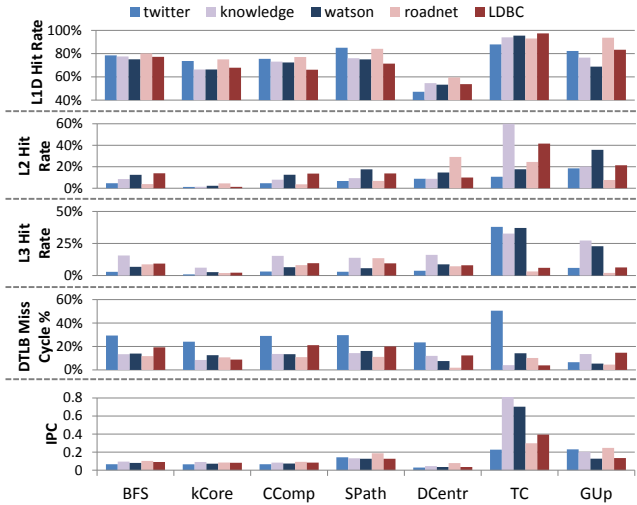 twitter knowledge watson roadnet LDBC
L1D Hit Rate
100%
80%
60%
40%
L2 Hit
Rate
60%
40%
20%
0%
L3 Hit
Rate
50%
25%
0%
DTLB Miss
Cycle %
60%
40%
20%
0%
IPC
0.8
0.6
0.4
0.2
0
BFS kCore CComp SPath DCentr TC GUp